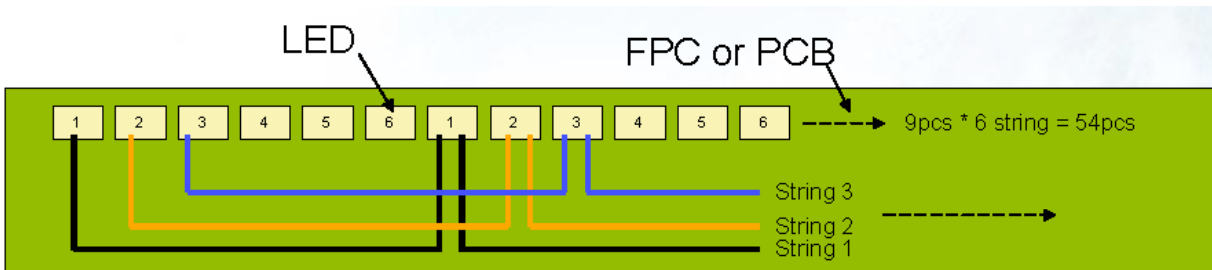 LED
FPC or PCB
1 2 3 4 5 6 1 2 3 4 5 6
9pcs * 6 string = 54pcs
String 3
String 2
String 1